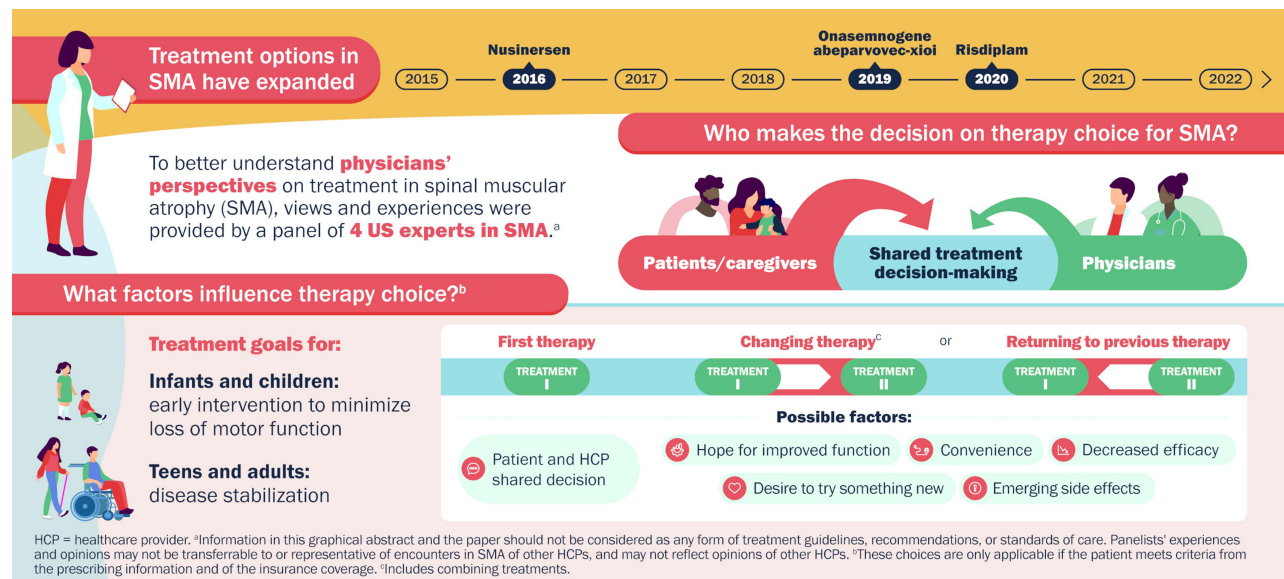 Treatment options in
SMA have expanded
Nusinersen
Onasemnogene
abeparvovec-xioi
Risdiplam
2015
2016
2017
2018
2019
2020
2021
2022
To better understand physicians’
perspectives on treatment in spinal muscular
atrophy (SMA), views and experiences were
provided by a panel of 4 US experts in SMA.ᵃ
Who makes the decision on therapy choice for SMA?
Patients/caregivers
Shared treatment
decision-making
Physicians
What factors influence therapy choice?ᵇ
Treatment goals for:
Infants and children:
early intervention to minimize
loss of motor function
Teens and adults:
disease stabilization
First therapy
Changing therapyᶜ
or
Returning to previous therapy
TREATMENT
I
TREATMENT
I
TREATMENT
II
TREATMENT
I
TREATMENT
II
Possible factors:
Patient and HCP
shared decision
Hope for improved function
Convenience
Decreased efficacy
Desire to try something new
Emerging side effects
HCP = healthcare provider. ᵃInformation in this graphical abstract and the paper should not be considered as any form of treatment guidelines, recommendations, or standards of care. Panelists' experiences
and opinions may not be transferrable to or representative of encounters in SMA of other HCPs, and may not reflect opinions of other HCPs. ᵇThese choices are only applicable if the patient meets criteria from
the prescribing information and of the insurance coverage. ᶜIncludes combining treatments.